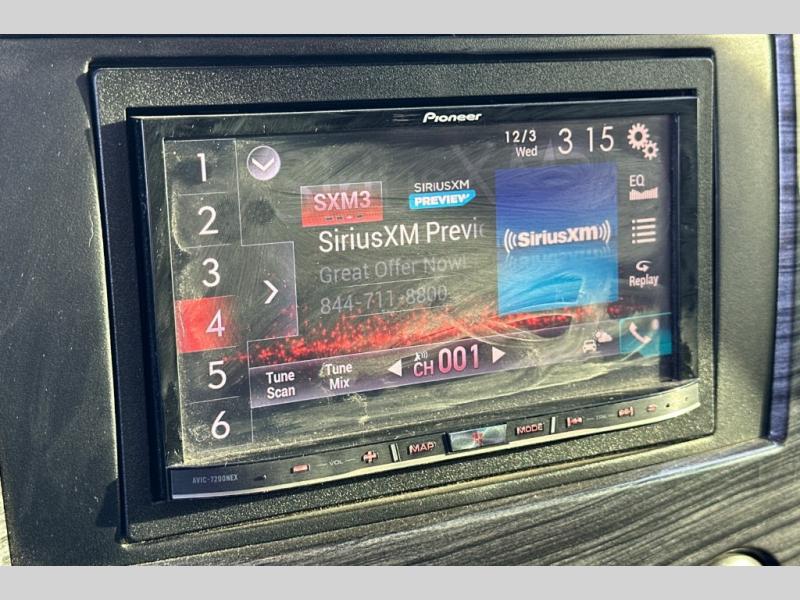 Pioneer
12/3
Wed
3 15
1
2
3
4
5
6
SXM3
SIRIUSXM
PREVIEW
SiriusXM Previ
Great Offer Now!
844-711-8800
((SiriusXM))
EQ
Replay
Tune
Scan
Tune
Mix
CH 001
VOL
MAP
MODE
AVIC-7200NEX